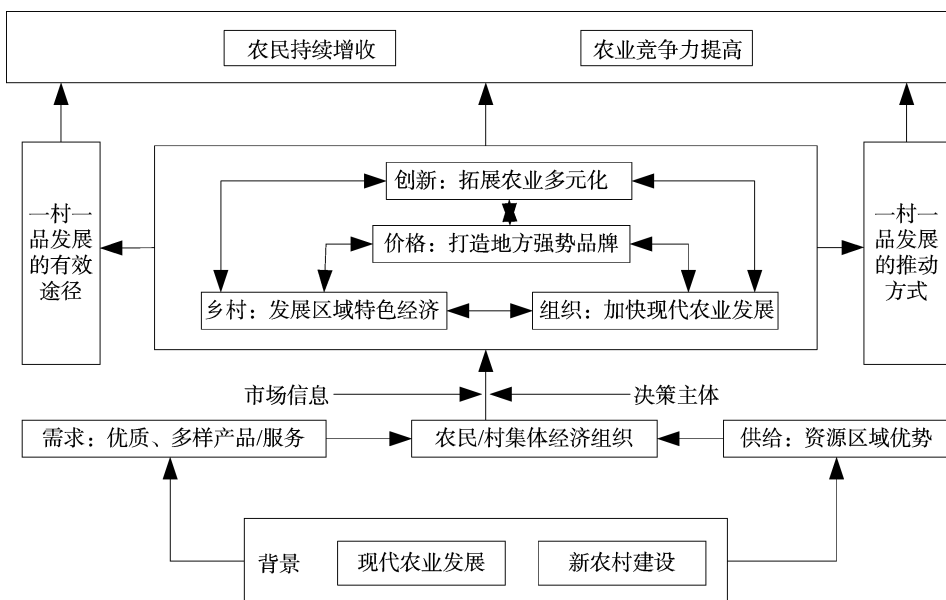 农民持续增收
农业竞争力提高
一村一
品发展
的有效
途径
创新：拓展农业多元化
价格：打造地方强势品牌
乡村：发展区域特色经济
组织：加快现代农业发展
一村一
品发展
的推动
方式
市场信息
决策主体
需求：优质、多样产品/服务
农民/村集体经济组织
供给：资源区域优势
背景
现代农业发展
新农村建设